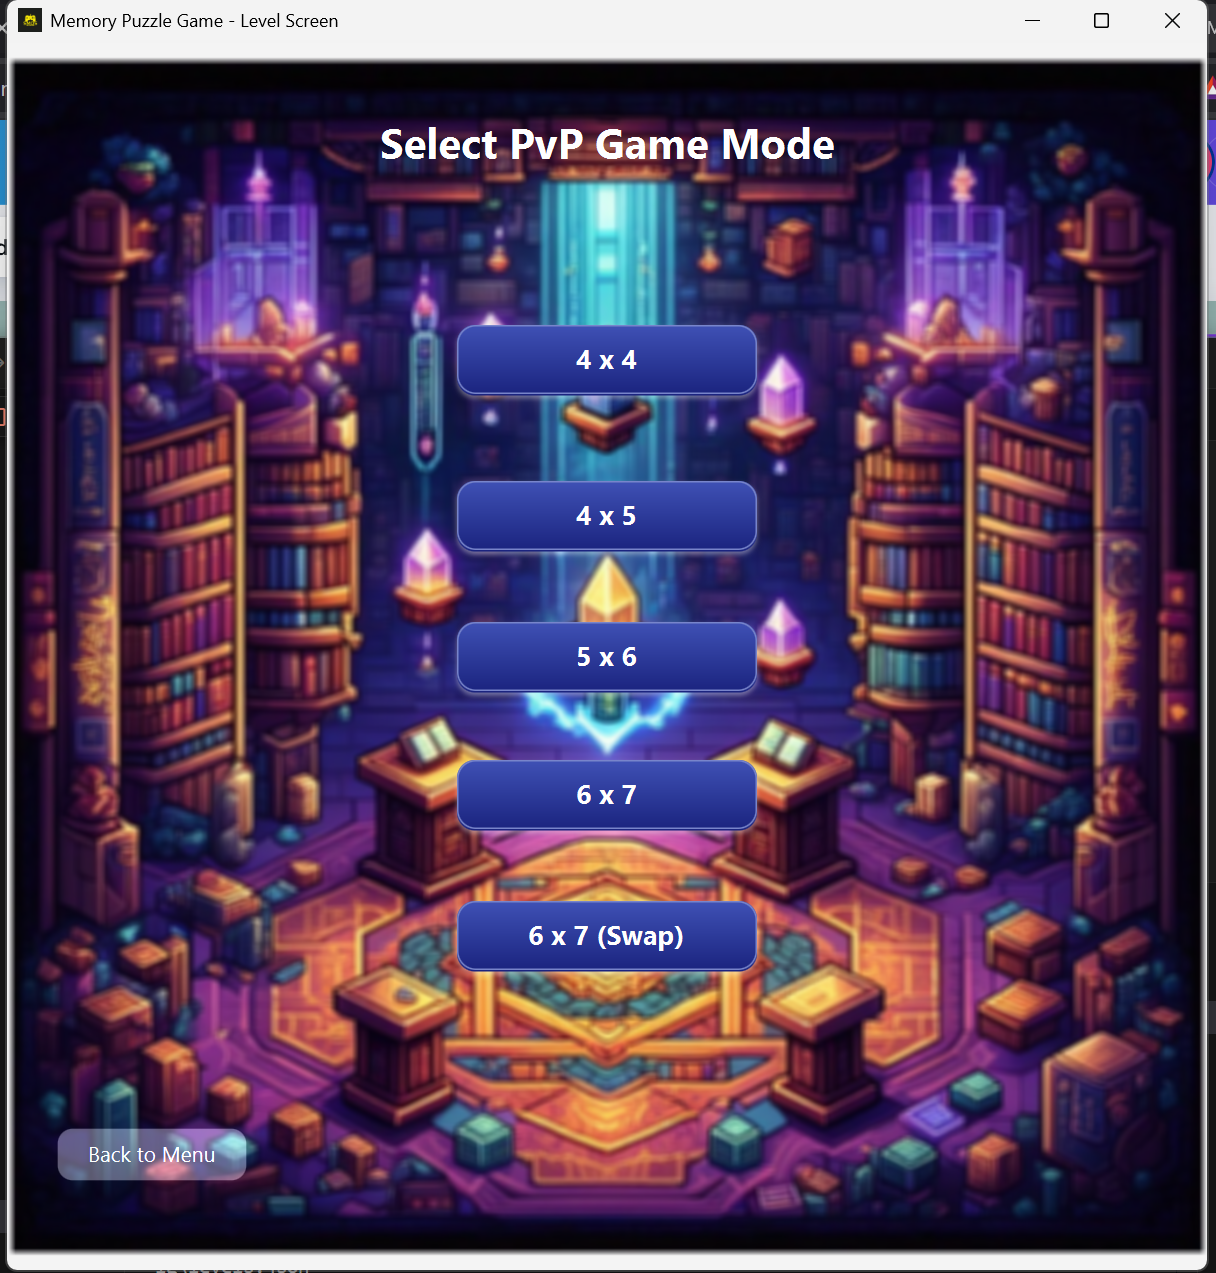 Memory Puzzle Game - Level Screen
Select PvP Game Mode
4 x 4
4 x 5
5 x 6
6 x 7
6 x 7 (Swap)
Back to Menu